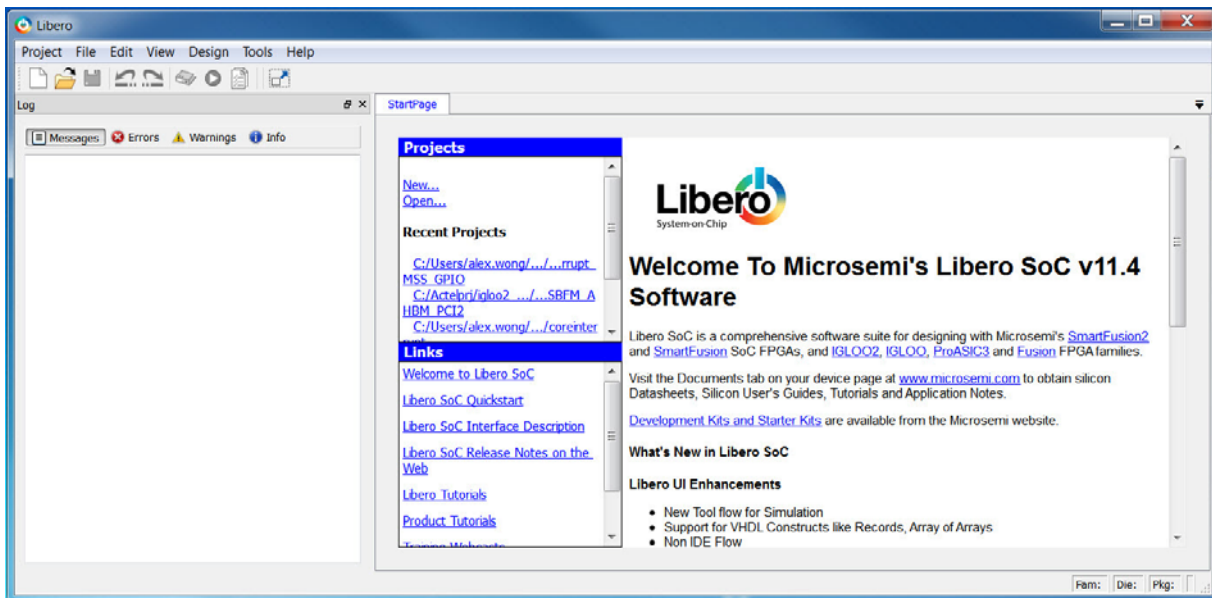 Libero
Project File Edit View Design Tools Help
Log
StartPage
Messages Errors Warnings Info
Projects
New...
Open...
Recent Projects
C:/Users/alex.wong/.../...rrupt_
MSS_GPIO
C:/Actelprj/igloo2_.../...SBFM_A
HBM_PCI2
C:/Users/alex.wong/.../coreinter
Links
Welcome to Libero SoC
Libero SoC Quickstart
Libero SoC Interface Description
Libero SoC Release Notes on the
Web
Libero Tutorials
Product Tutorials
Training Webcasts
Libero
System-on-Chip
Welcome To Microsemi's Libero SoC v11.4
Software
Libero SoC is a comprehensive software suite for designing with Microsemi's SmartFusion2
and SmartFusion SoC FPGAs, and IGLOO2, IGLOO, ProASIC3 and Fusion FPGA families.
Visit the Documents tab on your device page at www.microsemi.com to obtain silicon
Datasheets, Silicon User's Guides, Tutorials and Application Notes.
Development Kits and Starter Kits are available from the Microsemi website.
What's New in Libero SoC
Libero UI Enhancements
New Tool flow for Simulation
Support for VHDL Constructs like Records, Array of Arrays
Non IDE Flow
Fam: Die: Pkg: